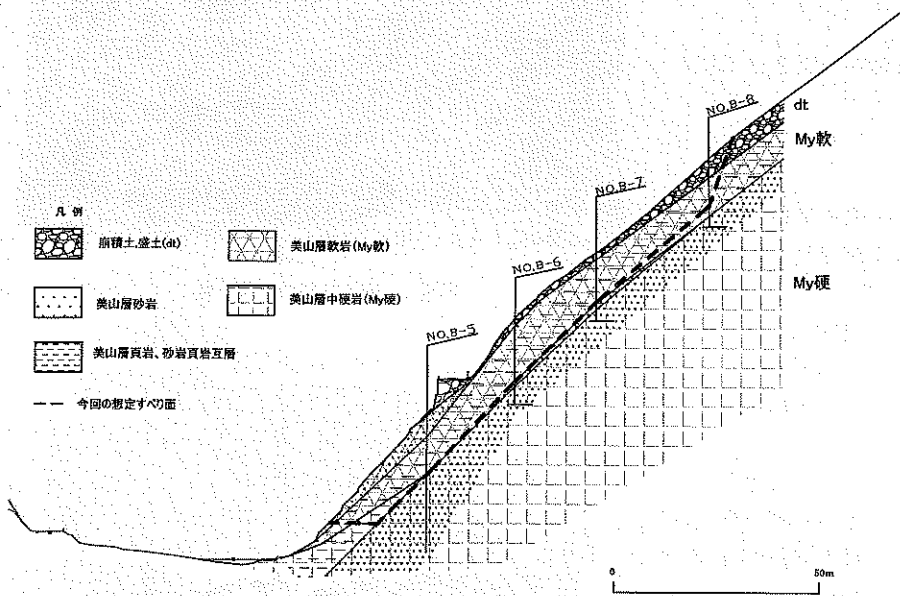 凡例
崩積土、盛土(dt)
美山層軟岩(My軟)
美山層砂岩
美山層中硬岩(My硬)
美山層頁岩、砂岩頁岩互層
今回の想定すべり面
NO,B-5
NO,B-6
NO,B-7
NO,B-8
dt
My軟
My硬
0
50m